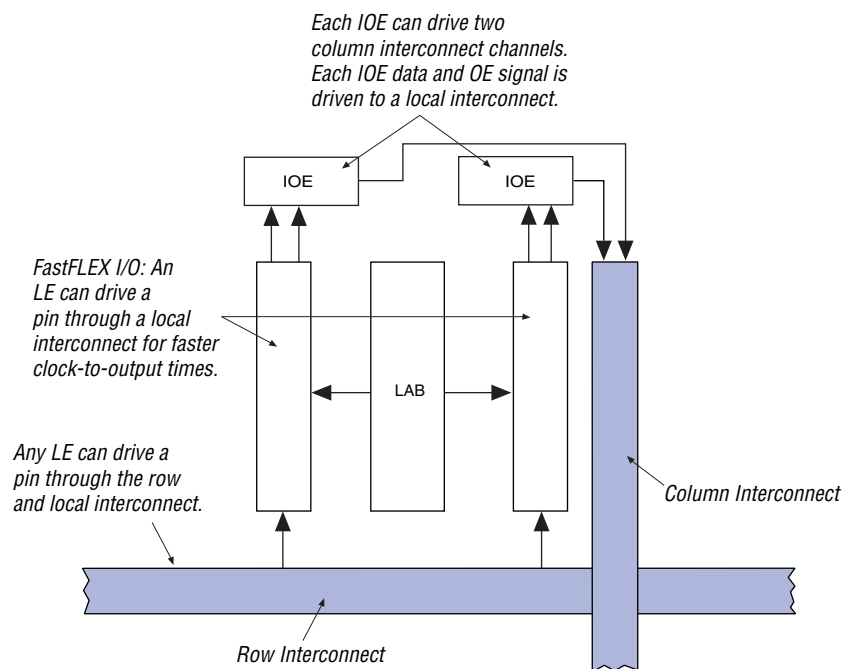 Each IOE can drive two
column interconnect channels.
Each IOE data and OE signal is
driven to a local interconnect.
IOE
IOE
FastFLEX I/O: An
LE can drive a
pin through a local
interconnect for faster
clock-to-output times.
LAB
Any LE can drive a
pin through the row
and local interconnect.
Column Interconnect
Row Interconnect